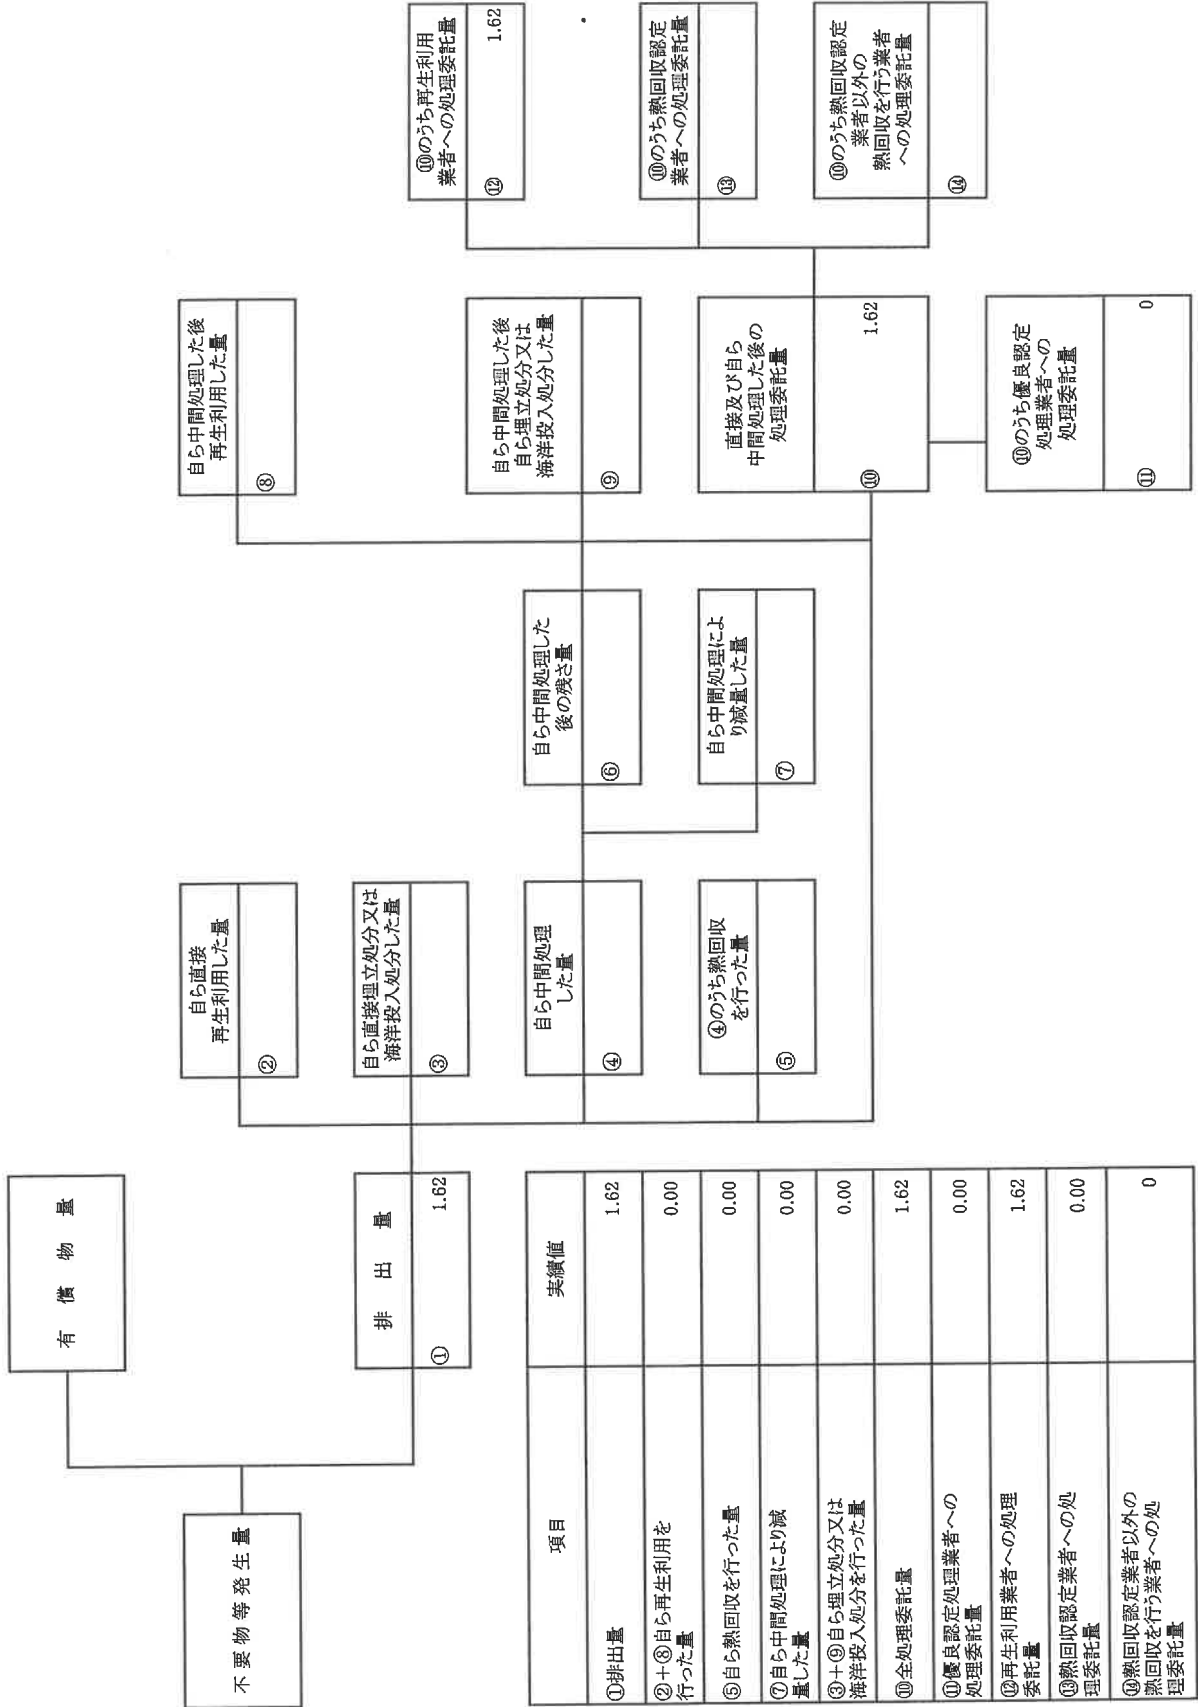 不要物等発生量
有償物量
排出量
① 1.62
自ら直接
再生利用した量
②
自ら直接埋立処分又は
海洋投入処分した量
③
自ら中間処理
した量
④
④のうち熱回収
を行った量
⑤
自ら中間処理した
後の残さ量
⑥
自ら中間処理によ
り減量した量
⑦
自ら中間処理した後
再生利用した量
⑧
自ら中間処理した後
自ら埋立処分又は
海洋投入処分した量
⑨
直接及び自ら
中間処理した後の
処理委託量
⑩ 1.62
⑩のうち優良認定
処理業者への
処理委託量
⑪ 0
⑩のうち再生利用
業者への処理委託量
⑫ 1.62
⑩のうち熱回収認定
業者への処理委託量
⑬
⑩のうち熱回収認定
業者以外の
熱回収を行う業者
への処理委託量
⑭
項目 実績値
①排出量 1.62
②+⑧自ら再生利用を
行った量 0.00
⑤自ら熱回収を行った量 0.00
⑦自ら中間処理により減
量した量 0.00
③+⑨自ら埋立処分又は
海洋投入処分を行った量 0.00
⑩全処理委託量 1.62
⑪優良認定処理業者への
処理委託量 0.00
⑫再生利用業者への処理
委託量 1.62
⑬熱回収認定業者への処
理委託量 0.00
⑭熱回収認定業者以外の
熱回収を行う業者への処
理委託量 0